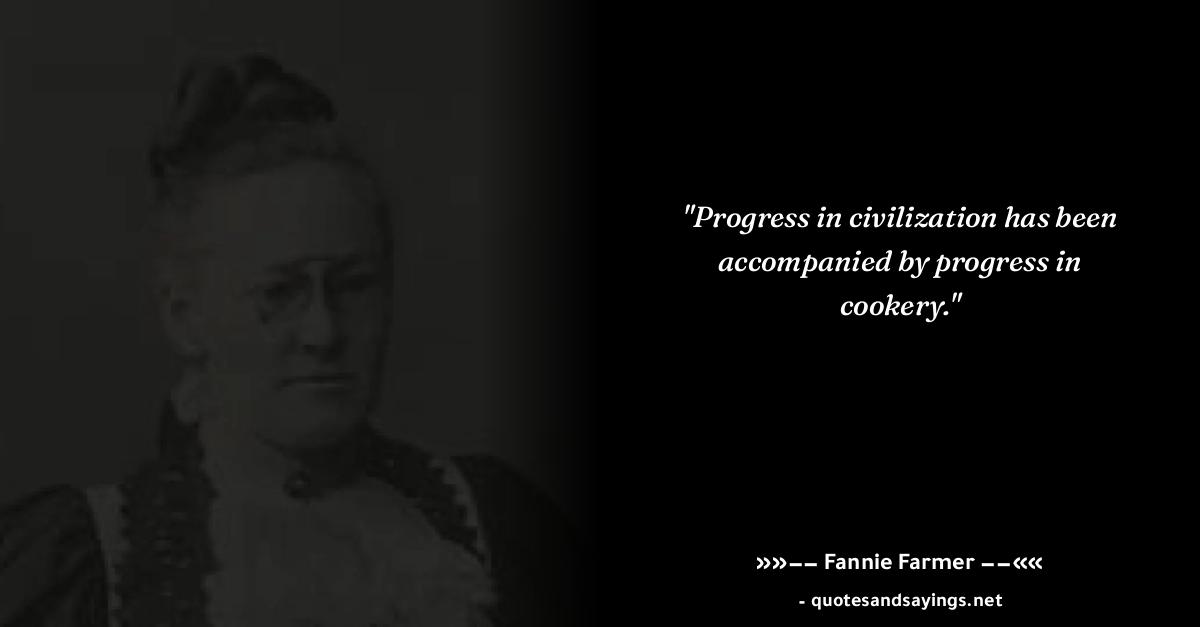 "Progress in civilization has been
accompanied by progress in
cookery."
»»−− Fannie Farmer −−««
- quotesandsayings.net